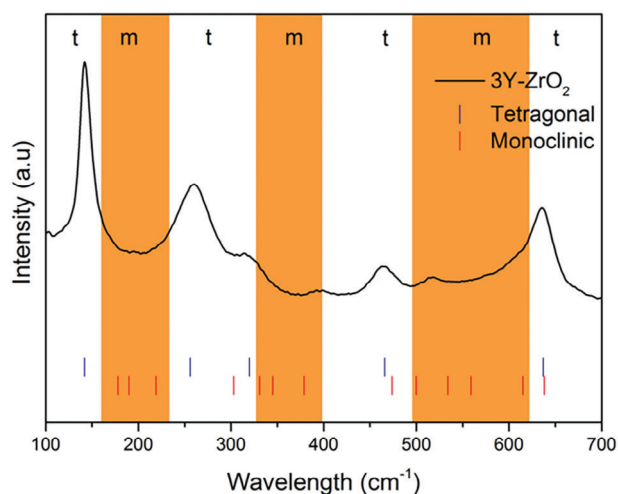 t m t m t m t
3Y-ZrO₂
Tetragonal
Monoclinic
Intensity (a.u)
100 200 300 400 500 600 700
Wavelength (cm⁻¹)